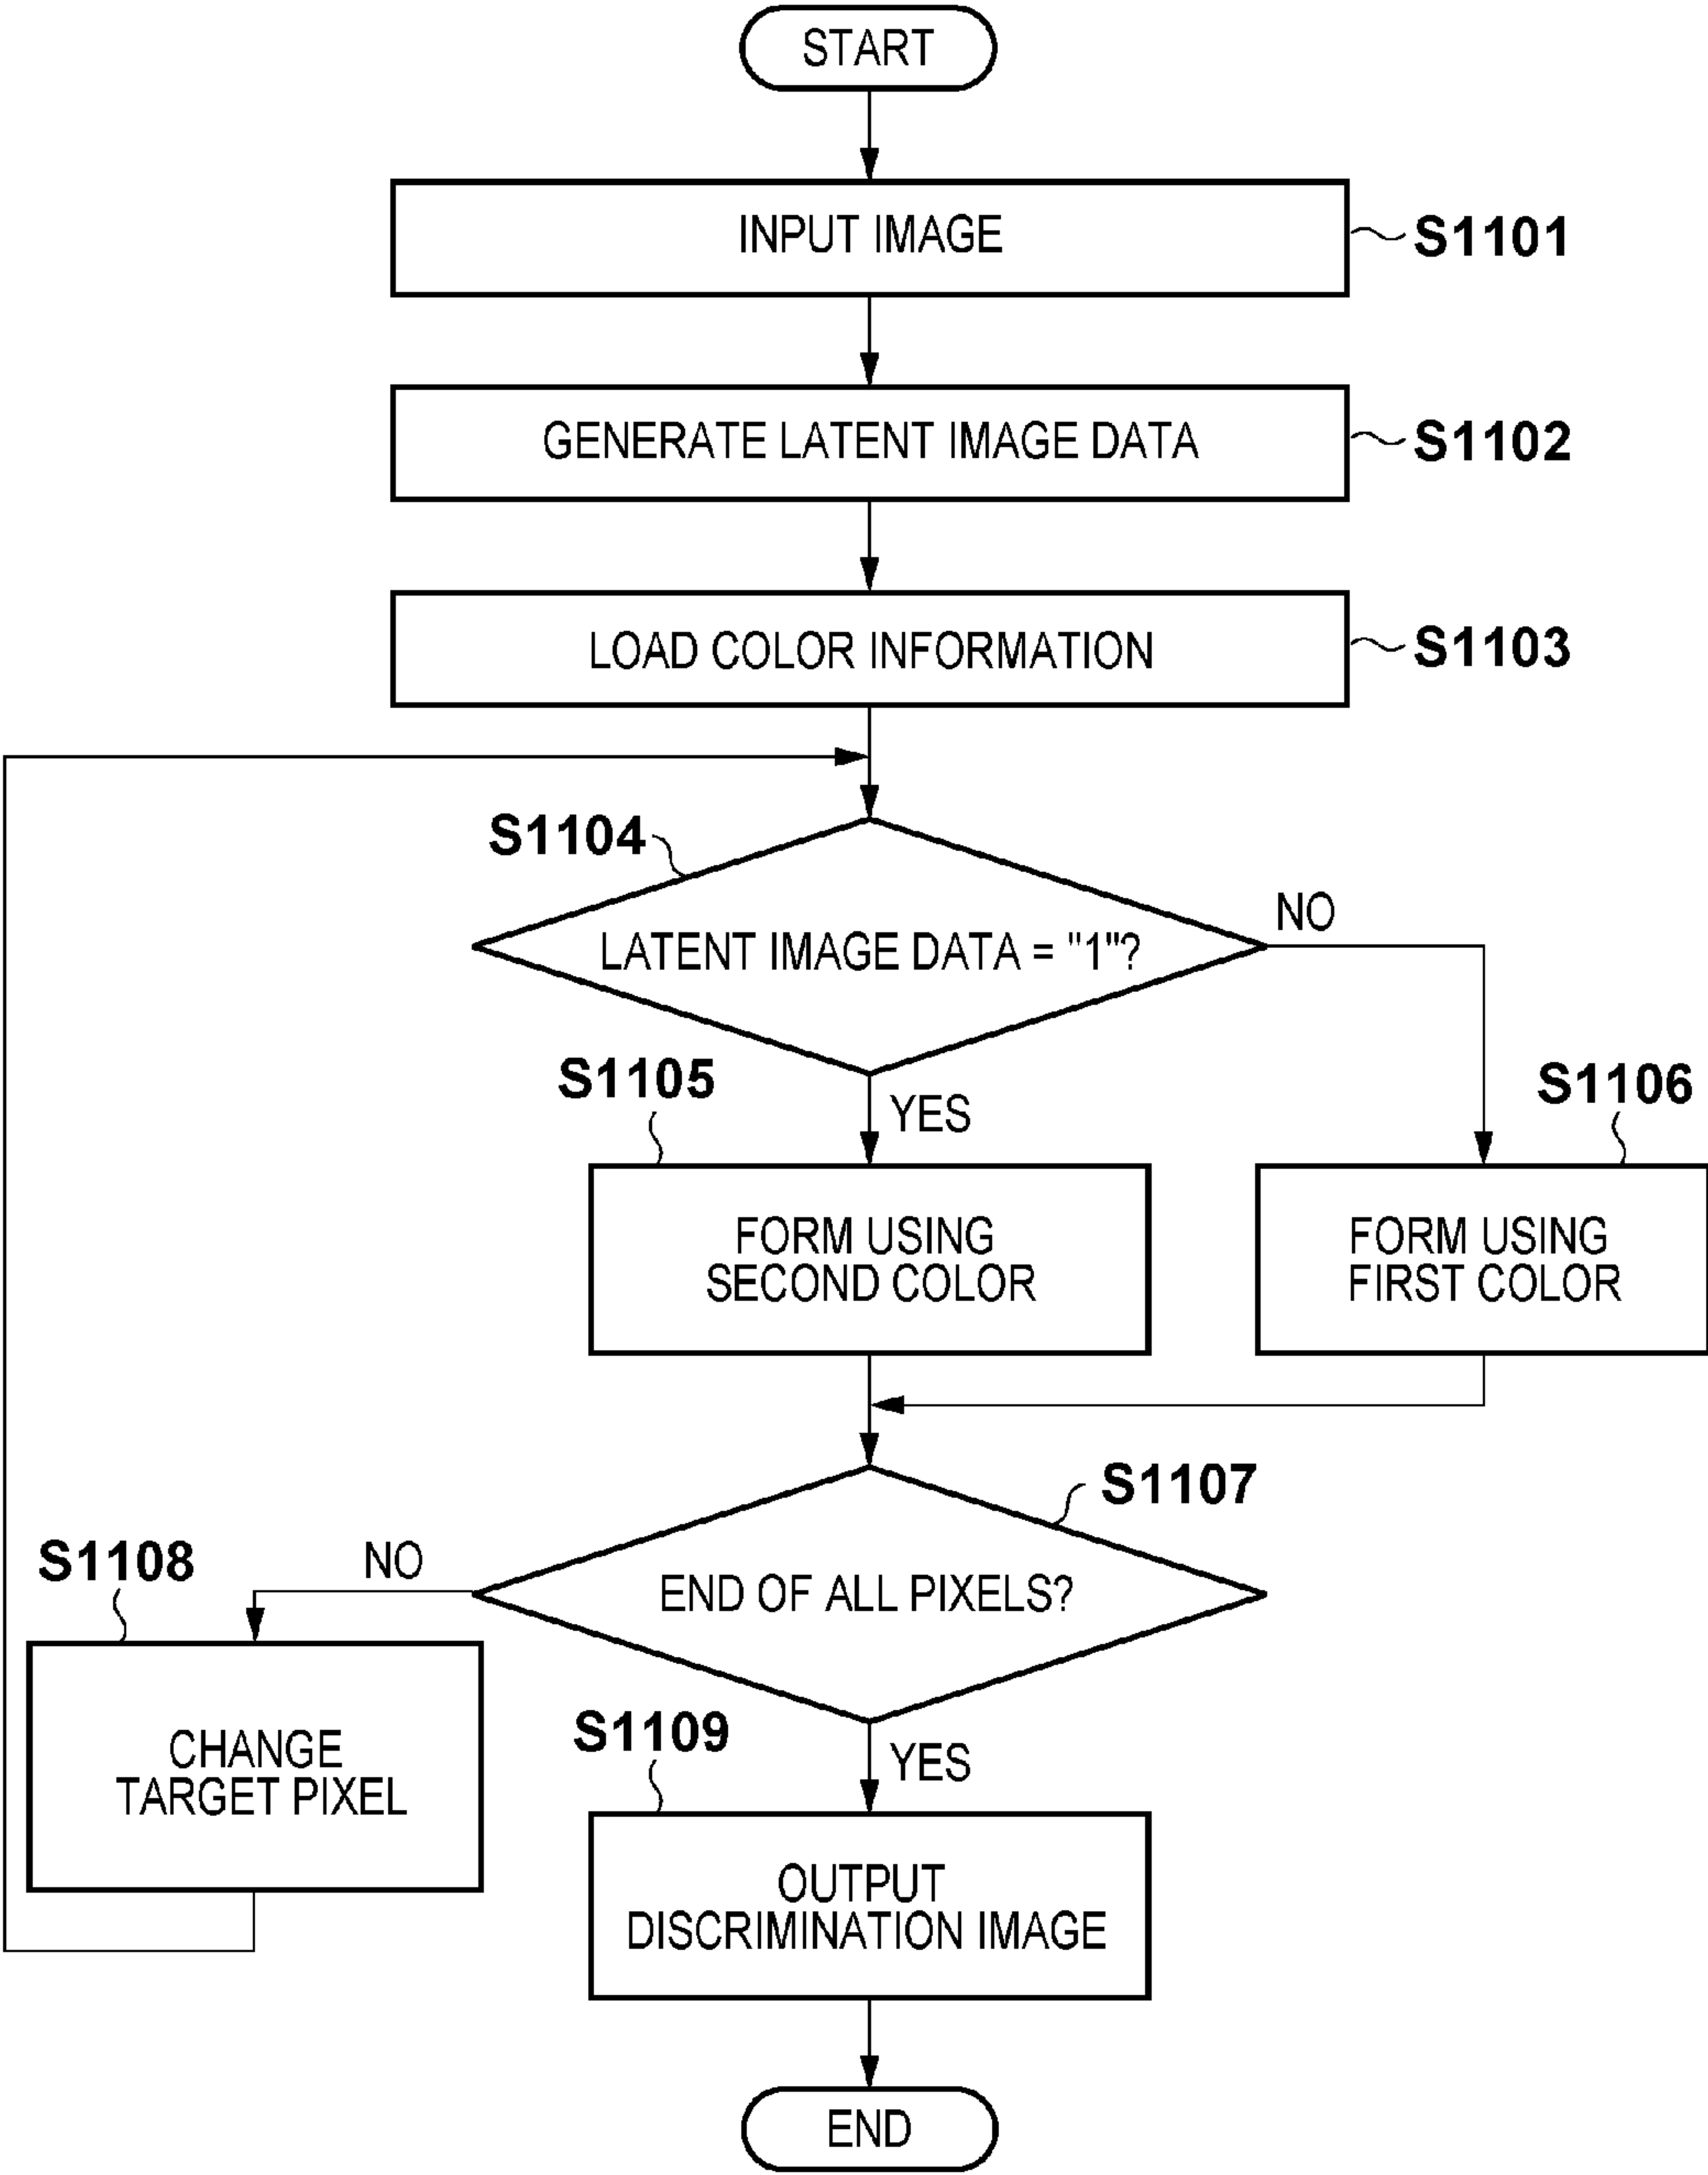 START
INPUT IMAGE
S1101
GENERATE LATENT IMAGE DATA
S1102
LOAD COLOR INFORMATION
S1103
S1104
LATENT IMAGE DATA = "1"?
NO
YES
S1105
FORM USING
SECOND COLOR
S1106
FORM USING
FIRST COLOR
S1107
END OF ALL PIXELS?
NO
S1108
CHANGE
TARGET PIXEL
YES
S1109
OUTPUT
DISCRIMINATION IMAGE
END